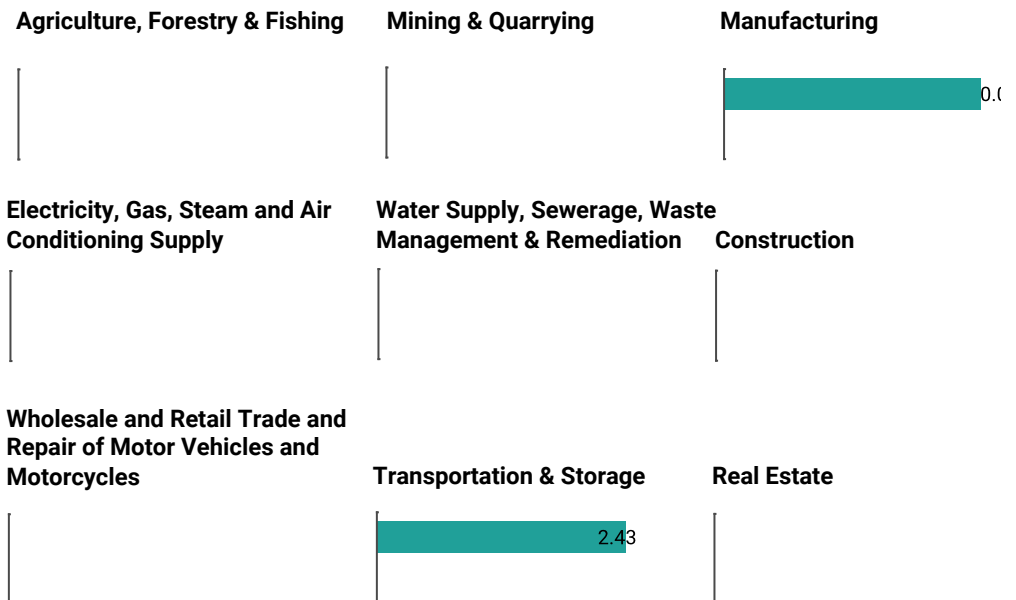 Agriculture, Forestry & Fishing
Mining & Quarrying
Manufacturing
Electricity, Gas, Steam and Air
Conditioning Supply
Water Supply, Sewerage, Waste
Management & Remediation
Construction
Wholesale and Retail Trade and
Repair of Motor Vehicles and
Motorcycles
Transportation & Storage
2.43
Real Estate